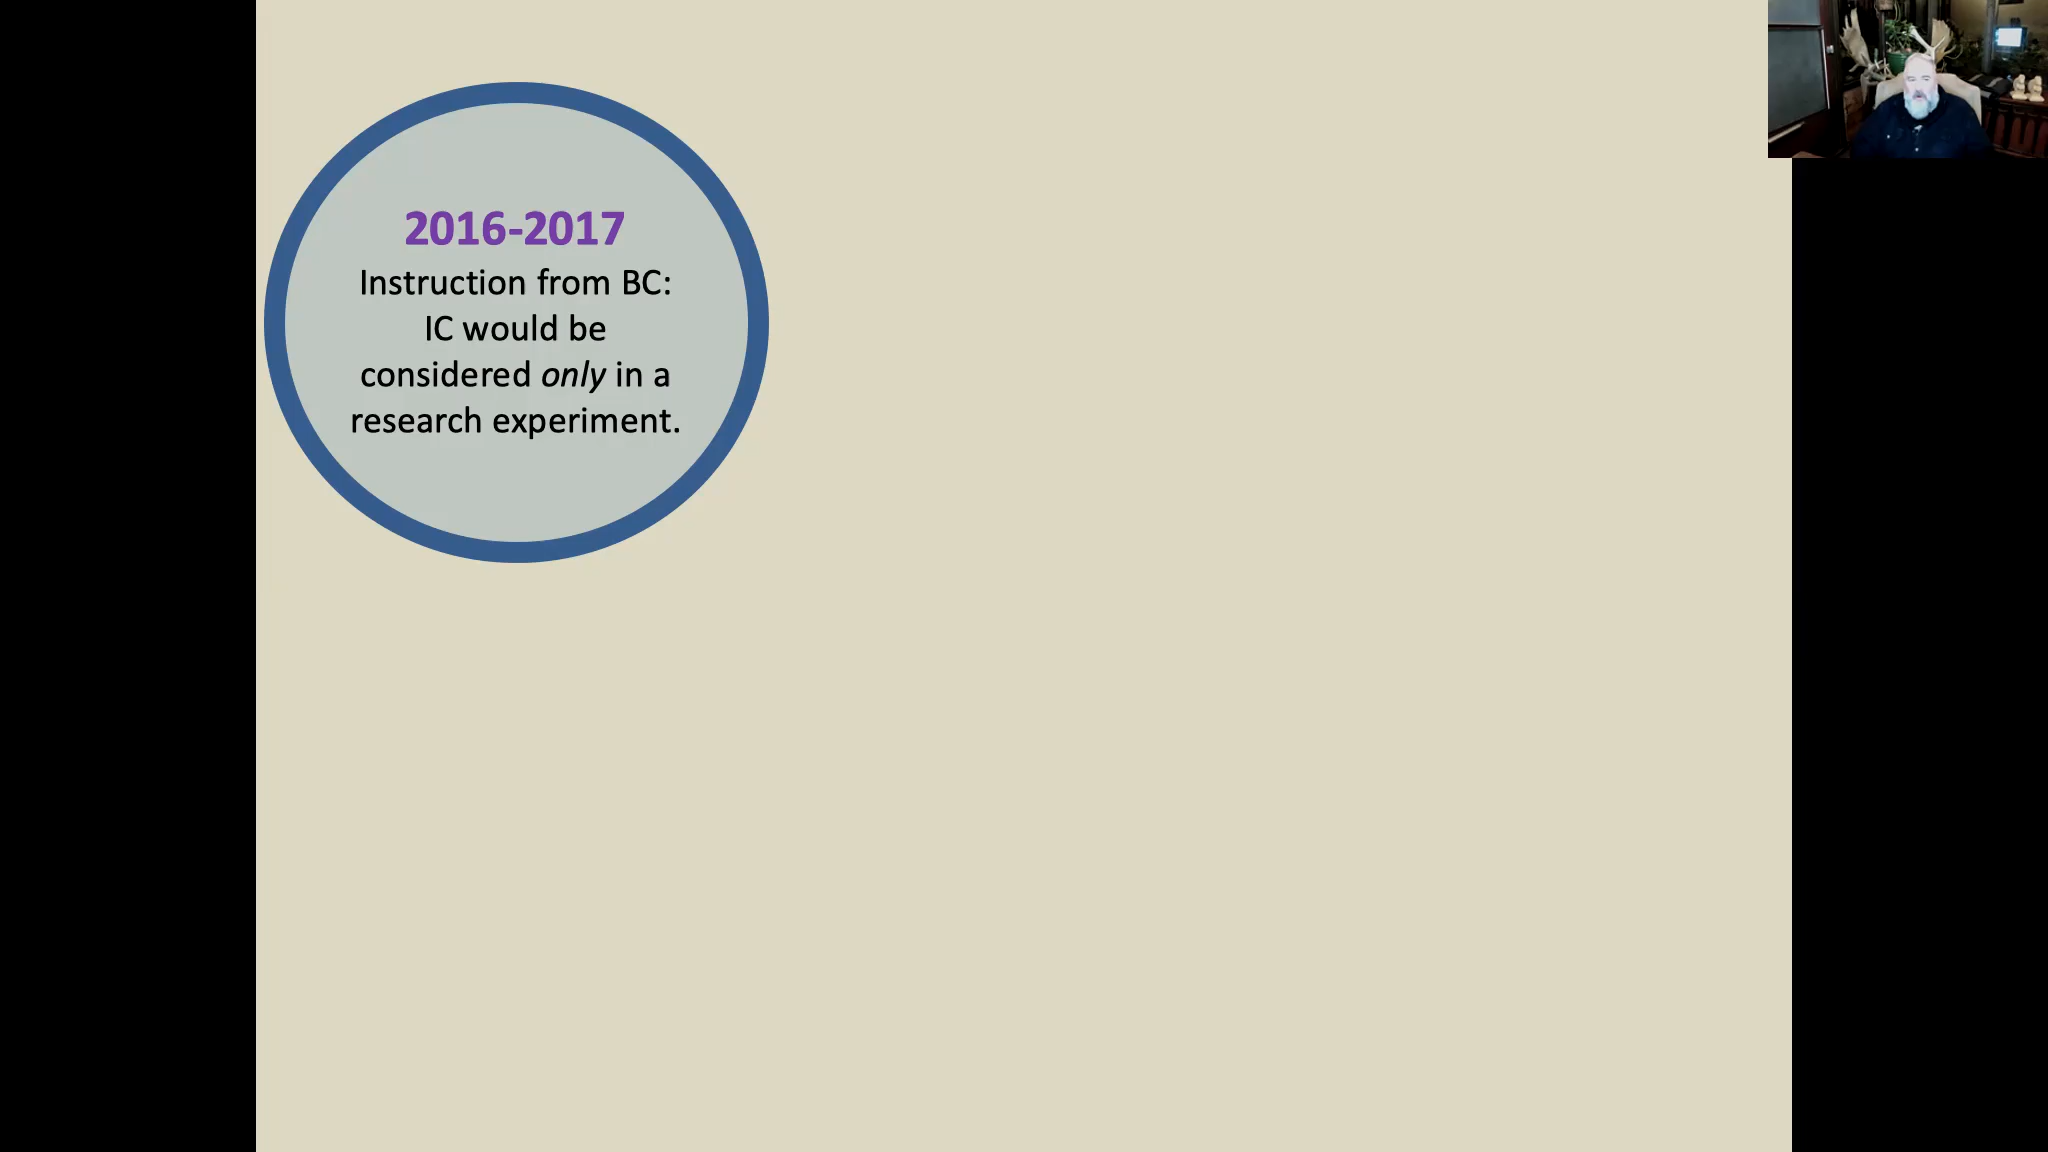 2016-2017
Instruction from BC:
IC would be
considered only in a
research experiment.